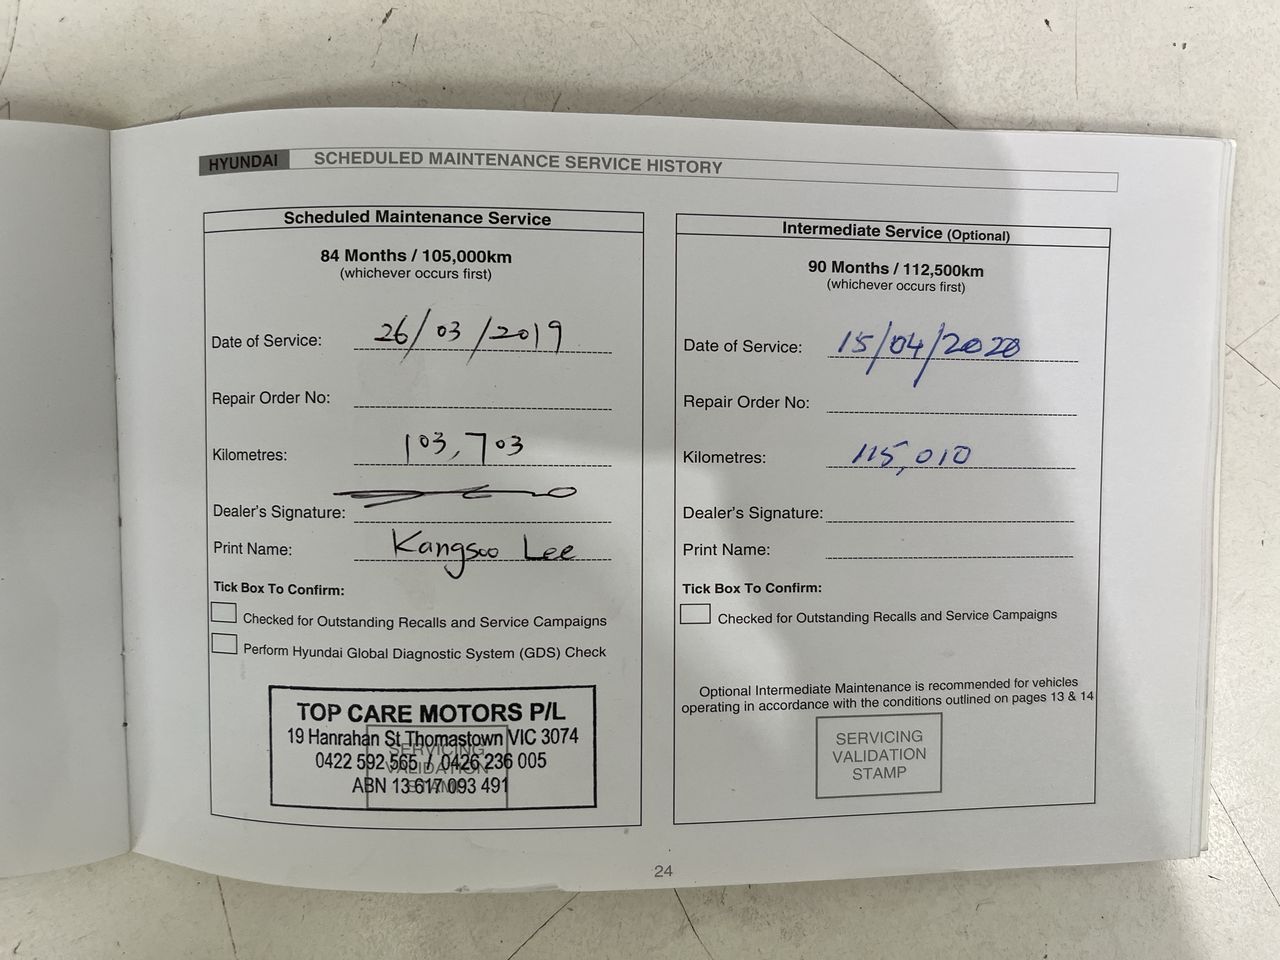 HYUNDAI SCHEDULED MAINTENANCE SERVICE HISTORY
Scheduled Maintenance Service
84 Months / 105,000km
(whichever occurs first)
Date of Service: 26/03/2019
Repair Order No:
Kilometres: 103,703
Dealer's Signature:
Print Name: Kangsoo Lee
Tick Box To Confirm:
Checked for Outstanding Recalls and Service Campaigns
Perform Hyundai Global Diagnostic System (GDS) Check
TOP CARE MOTORS P/L
19 Hanrahan St Thomastown VIC 3074
0422 592 565 / 0426 236 005
ABN 13 617 093 491
SERVICING
VALIDATION
STAMP
Intermediate Service (Optional)
90 Months / 112,500km
(whichever occurs first)
Date of Service: 15/04/2020
Repair Order No:
Kilometres: 115,010
Dealer's Signature:
Print Name:
Tick Box To Confirm:
Checked for Outstanding Recalls and Service Campaigns
Optional Intermediate Maintenance is recommended for vehicles
operating in accordance with the conditions outlined on pages 13 & 14
SERVICING
VALIDATION
STAMP
24